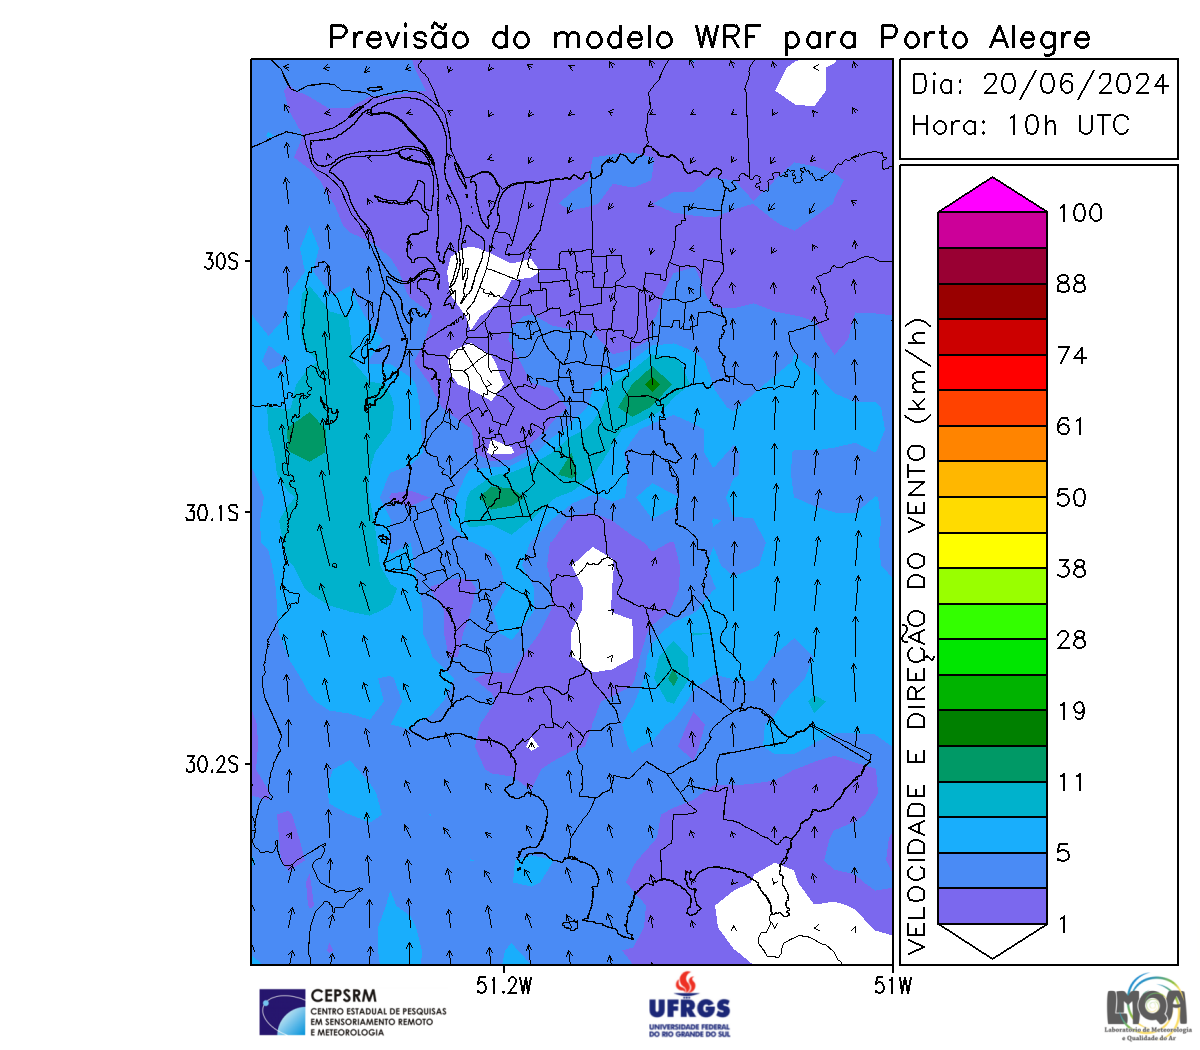 Previsão do modelo WRF para Porto Alegre
Dia: 20/06/2024
Hora: 10h UTC
30S
30.1S
30.2S
51.2W
51W
VELOCIDADE E DIREÇÃO DO VENTO (km/h)
100
88
74
61
50
38
28
19
11
5
1
CEPSRM
CENTRO ESTADUAL DE PESQUISAS
EM SENSORIAMENTO REMOTO
E METEOROLOGIA
UFRGS
UNIVERSIDADE FEDERAL
DO RIO GRANDE DO SUL
LMQA
Laboratório de Meteorologia
e Qualidade do Ar